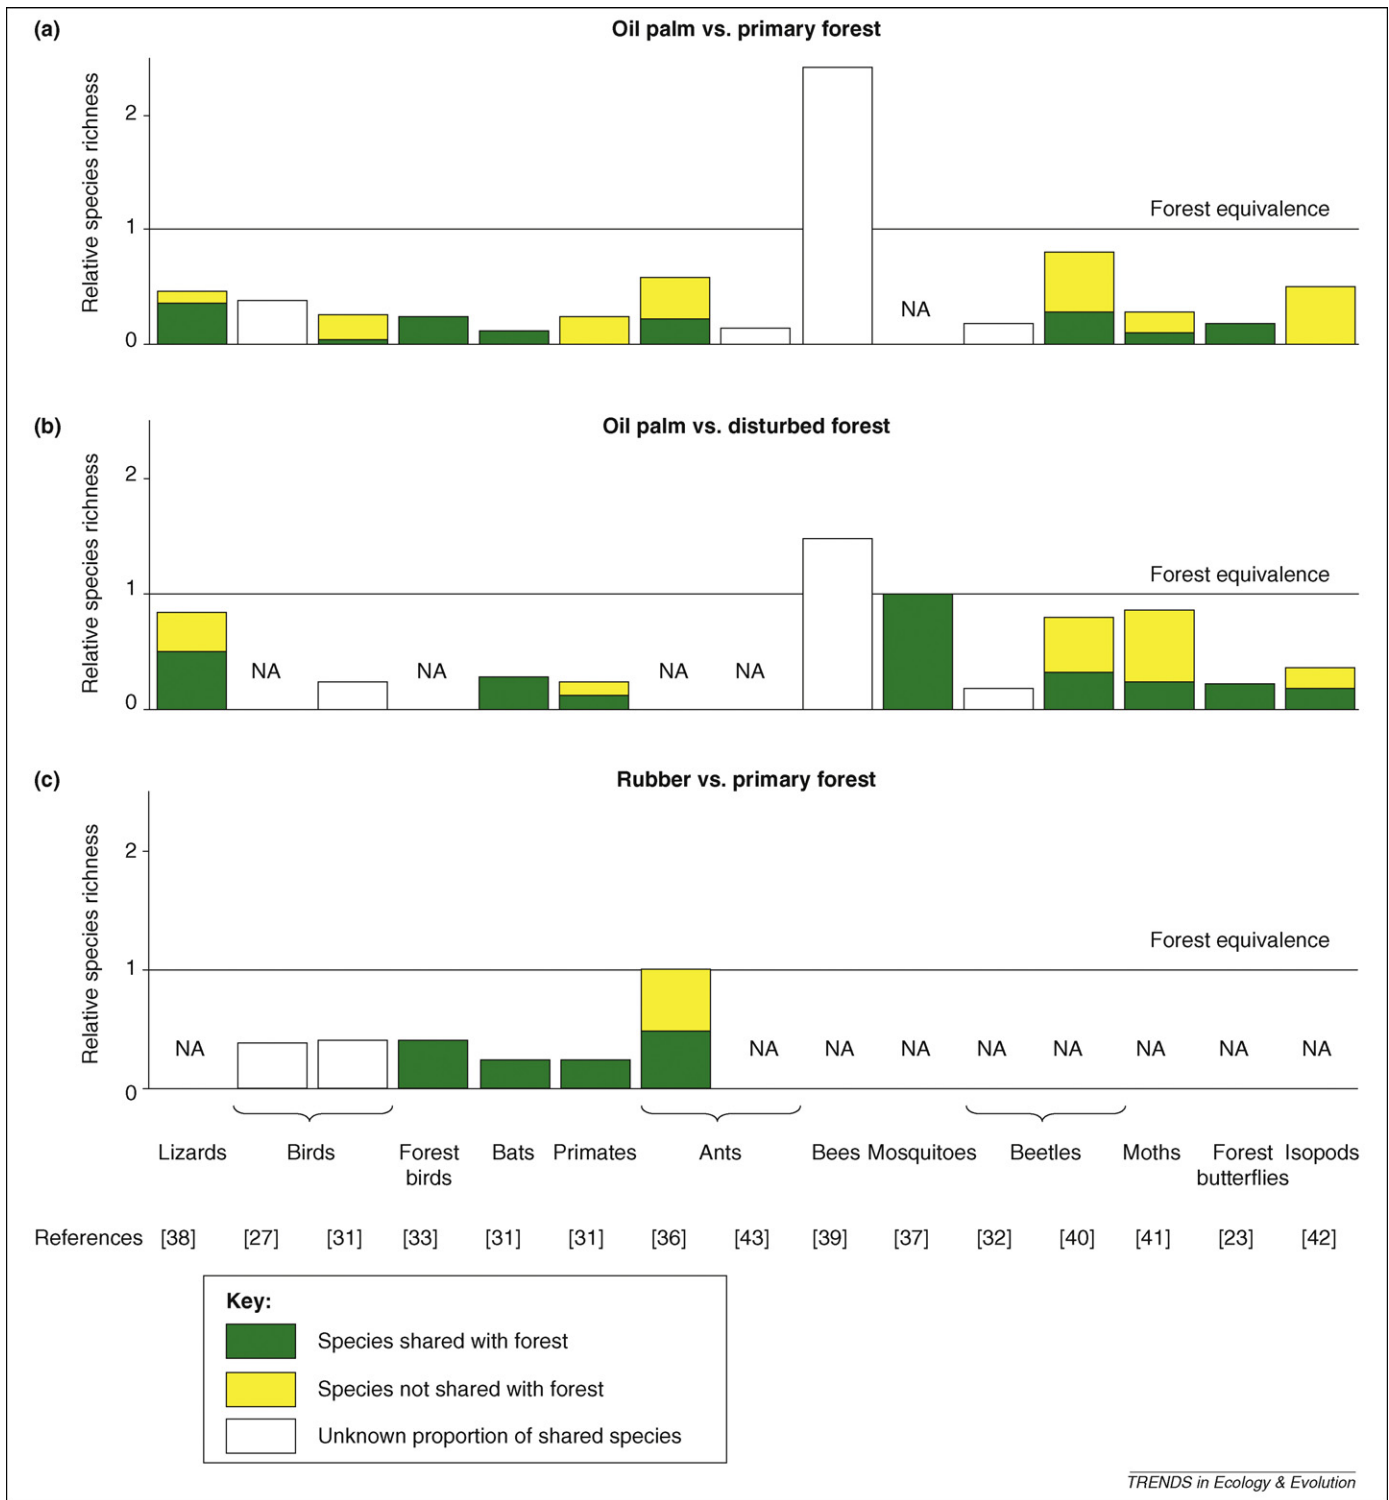 (a) Oil palm vs. primary forest
Relative species richness
2
Forest equivalence
1
NA
0
(b) Oil palm vs. disturbed forest
Relative species richness
2
Forest equivalence
1
NA NA NA NA
0
(c) Rubber vs. primary forest
Relative species richness
2
Forest equivalence
1
NA NA NA NA NA NA NA NA NA
0
Lizards Birds Forest birds Bats Primates Ants Bees Mosquitoes Beetles Moths Forest butterflies Isopods
References [38] [27] [31] [33] [31] [31] [36] [43] [39] [37] [32] [40] [41] [23] [42]
Key:
Species shared with forest
Species not shared with forest
Unknown proportion of shared species
TRENDS in Ecology & Evolution